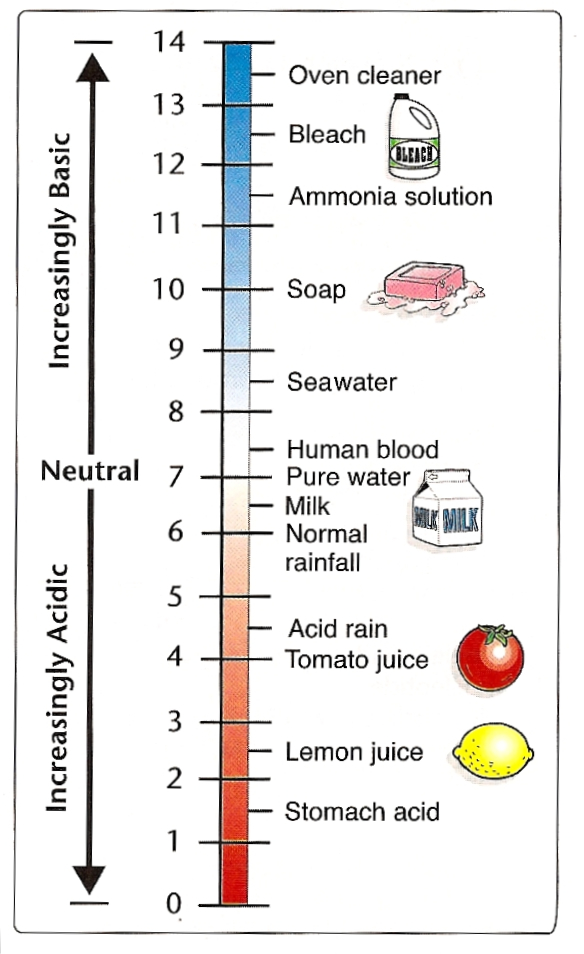 14
Oven cleaner
13
Bleach
BLEACH
12
Ammonia solution
11
Increasingly Basic
10
Soap
9
Seawater
8
Human blood
Neutral
7
Pure water
Milk
MILK MILK
6
Normal
rainfall
5
Increasingly Acidic
Acid rain
4
Tomato juice
3
Lemon juice
2
Stomach acid
1
0